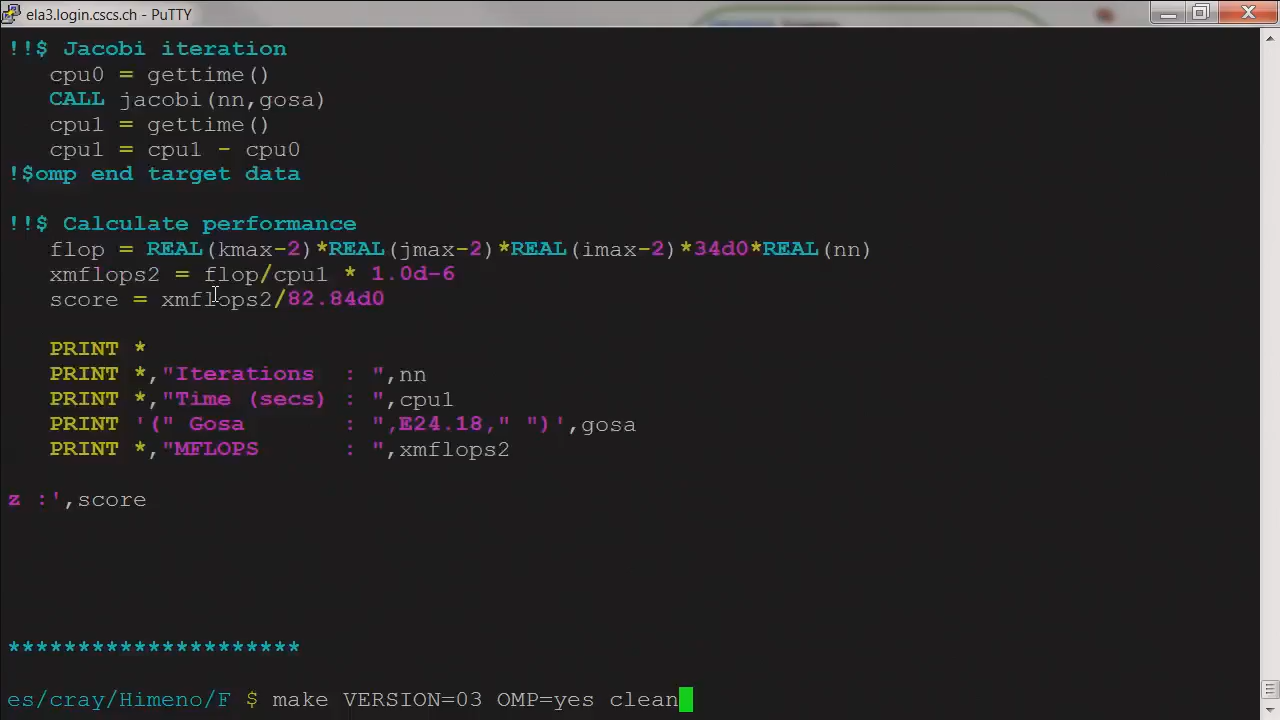 ela3.login.cscs.ch - PuTTY
!!$ Jacobi iteration
cpu0 = gettime()
CALL jacobi(nn,gosa)
cpu1 = gettime()
cpu1 = cpu1 - cpu0
!$omp end target data
!!$ Calculate performance
flop = REAL(kmax-2)*REAL(jmax-2)*REAL(imax-2)*34d0*REAL(nn)
xmflops2 = flop/cpu1 * 1.0d-6
score = xmflops2/82.84d0
PRINT *
PRINT *,"Iterations  : ",nn
PRINT *,"Time (secs) : ",cpu1
PRINT '(" Gosa       : ",E24.18," ")',gosa
PRINT *,"MFLOPS      : ",xmflops2
z :',score
*********************
es/cray/Himeno/F $ make VERSION=03 OMP=yes clean